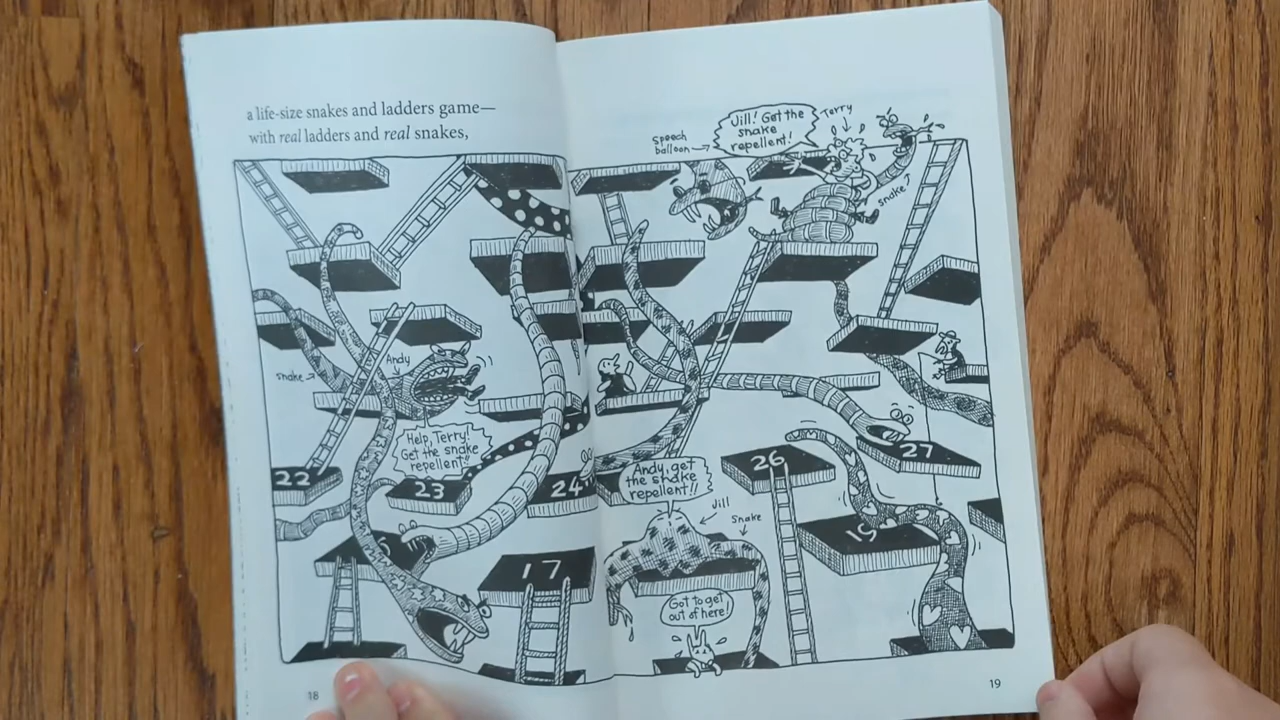 a life-size snakes and ladders game—
with real ladders and real snakes,
Speech
balloon
Jill! Get the
snake
repellent!
Terry
snake
Andy
Snake
Help, Terry!
Get the snake
repellent!!
22
23
24
26
27
17
19
Andy, get
the snake
repellent!!
Jill
Snake
Got to get
out of here!
18
19